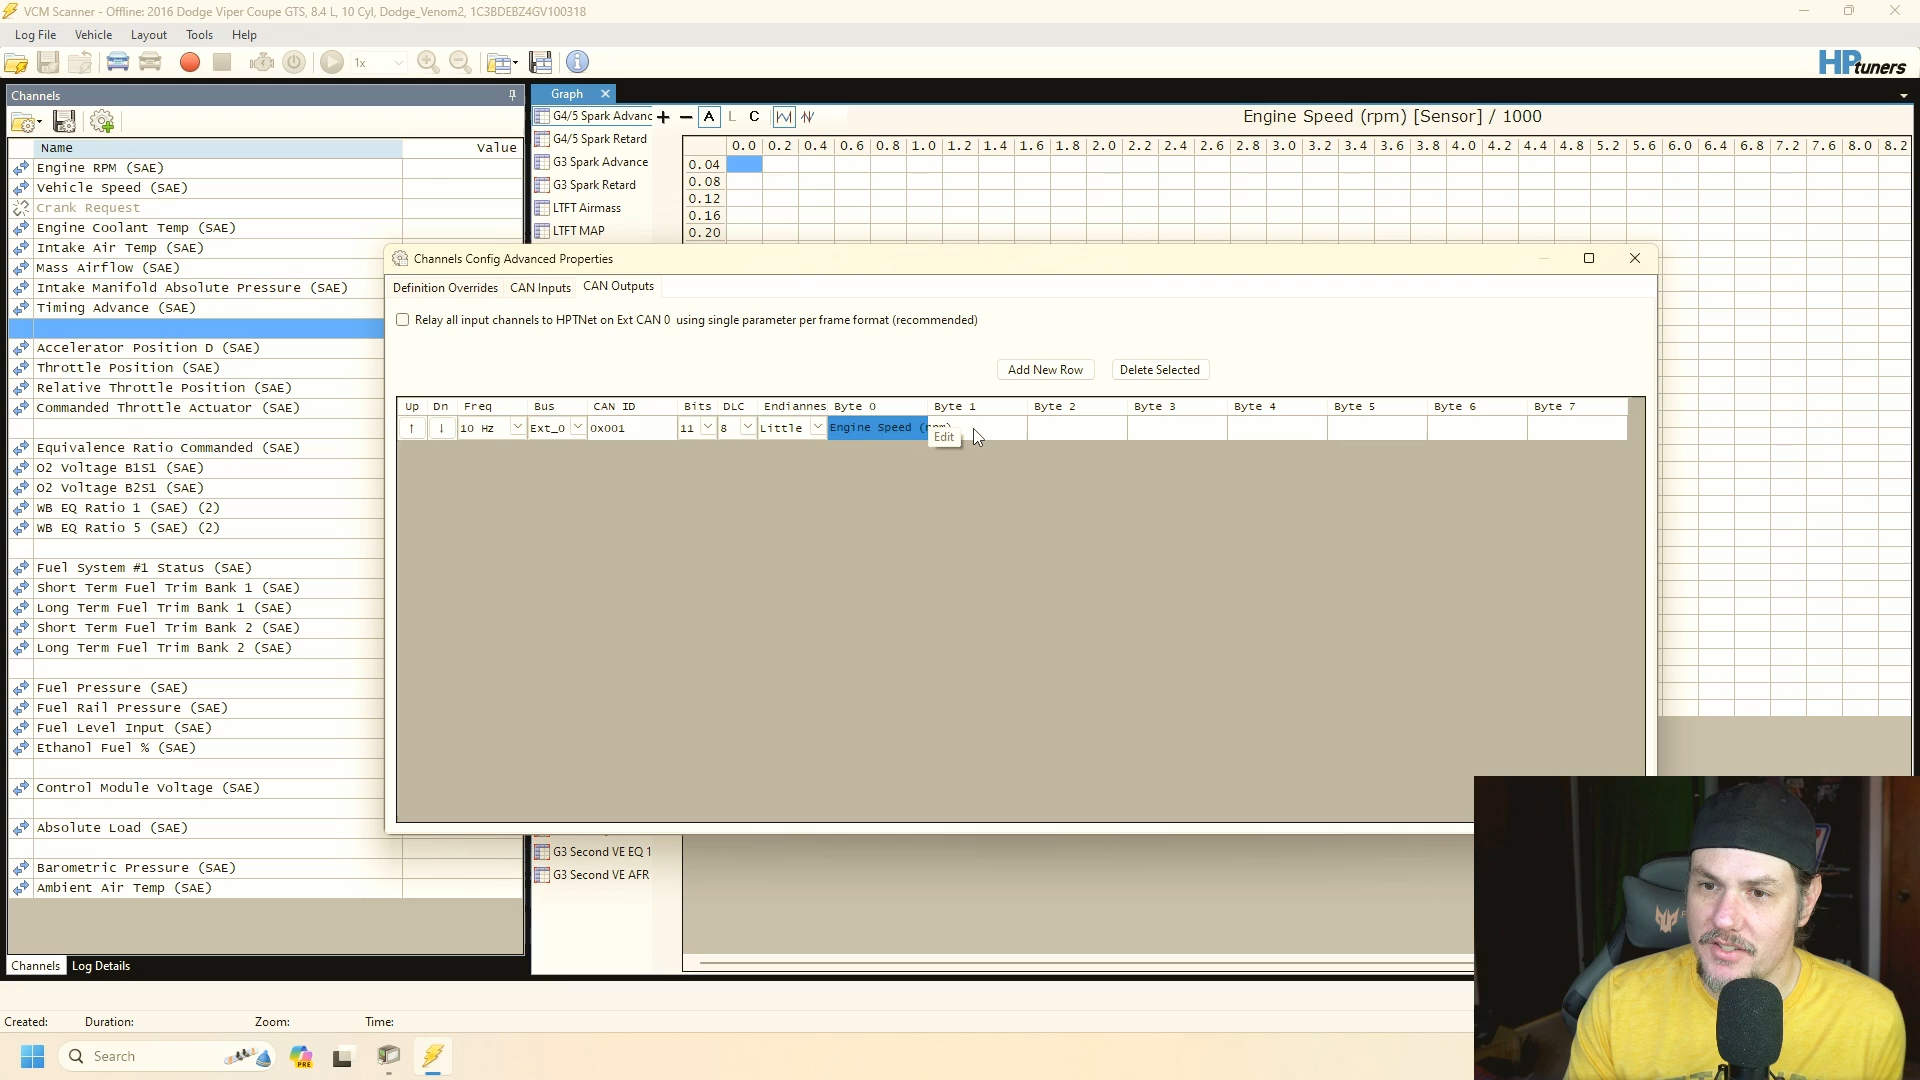 VCM Scanner - Offline: 2016 Dodge Viper Coupe GTS, 8.4 L, 10 Cyl, Dodge_Venom2, 1C3BDEBZ4GV100318
Log File Vehicle Layout Tools Help
1x
HPtuners
Channels
Name Value
Engine RPM (SAE)
Vehicle Speed (SAE)
Crank Request
Engine Coolant Temp (SAE)
Intake Air Temp (SAE)
Mass Airflow (SAE)
Intake Manifold Absolute Pressure (SAE)
Timing Advance (SAE)
Accelerator Position D (SAE)
Throttle Position (SAE)
Relative Throttle Position (SAE)
Commanded Throttle Actuator (SAE)
Equivalence Ratio Commanded (SAE)
O2 Voltage B1S1 (SAE)
O2 Voltage B2S1 (SAE)
WB EQ Ratio 1 (SAE) (2)
WB EQ Ratio 5 (SAE) (2)
Fuel System #1 Status (SAE)
Short Term Fuel Trim Bank 1 (SAE)
Long Term Fuel Trim Bank 1 (SAE)
Short Term Fuel Trim Bank 2 (SAE)
Long Term Fuel Trim Bank 2 (SAE)
Fuel Pressure (SAE)
Fuel Rail Pressure (SAE)
Fuel Level Input (SAE)
Ethanol Fuel % (SAE)
Control Module Voltage (SAE)
Absolute Load (SAE)
Barometric Pressure (SAE)
Ambient Air Temp (SAE)
Channels Log Details
Graph
G4/5 Spark Advanc
G4/5 Spark Retard
G3 Spark Advance
G3 Spark Retard
LTFT Airmass
LTFT MAP
A L C
Engine Speed (rpm) [Sensor] / 1000
0.0 0.2 0.4 0.6 0.8 1.0 1.2 1.4 1.6 1.8 2.0 2.2 2.4 2.6 2.8 3.0 3.2 3.4 3.6 3.8 4.0 4.2 4.4 4.6 4.8 5.2 5.6 6.0 6.4 6.8 7.2 7.6 8.0 8.2
0.04
0.08
0.12
0.16
0.20
Channels Config Advanced Properties
Definition Overrides CAN Inputs CAN Outputs
Relay all input channels to HPTNet on Ext CAN 0 using single parameter per frame format (recommended)
Add New Row Delete Selected
Up Dn Freq Bus CAN ID Bits DLC Endiannes Byte 0 Byte 1 Byte 2 Byte 3 Byte 4 Byte 5 Byte 6 Byte 7
↑ ↓ 10 Hz Ext_0 0x001 11 8 Little Engine Speed
Edit
G3 Second VE EQ 1
G3 Second VE AFR
Created: Duration: Zoom: Time:
Search
PRE